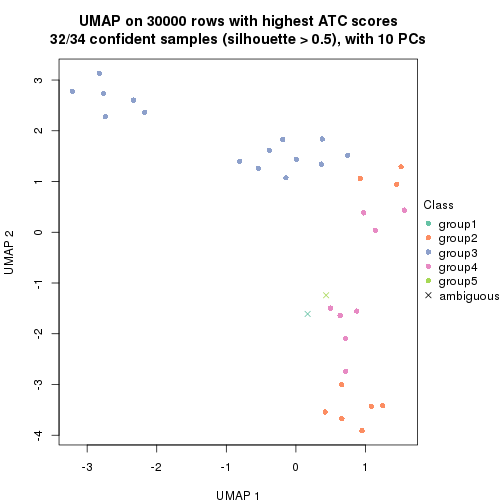 UMAP on 30000 rows with highest ATC scores
32/34 confident samples (silhouette > 0.5), with 10 PCs
3
2
1
0
-1
-2
-3
-4
UMAP 2
-3
-2
-1
0
1
UMAP 1
Class
group1
group2
group3
group4
group5
ambiguous